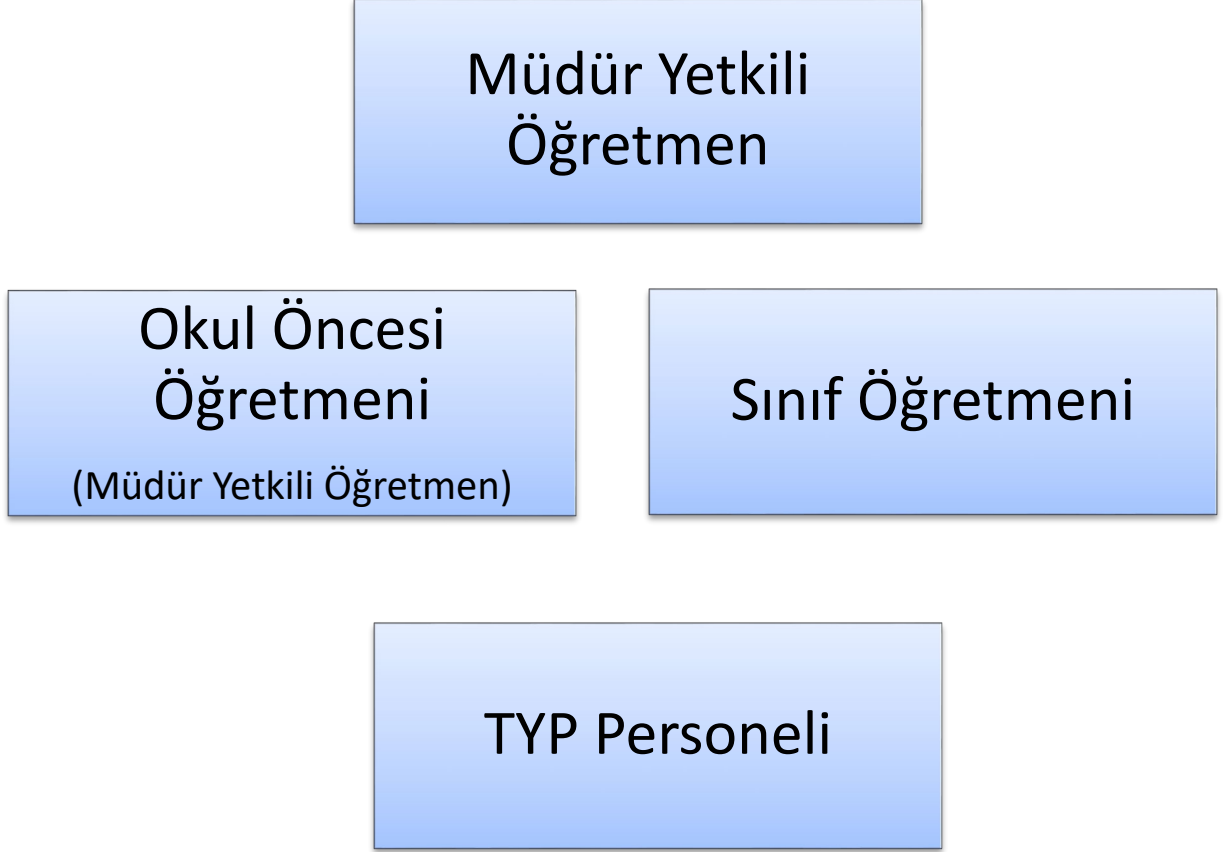 Müdür Yetkili
Öğretmen
Okul Öncesi
Öğretmeni
(Müdür Yetkili Öğretmen)
Sınıf Öğretmeni
TYP Personeli